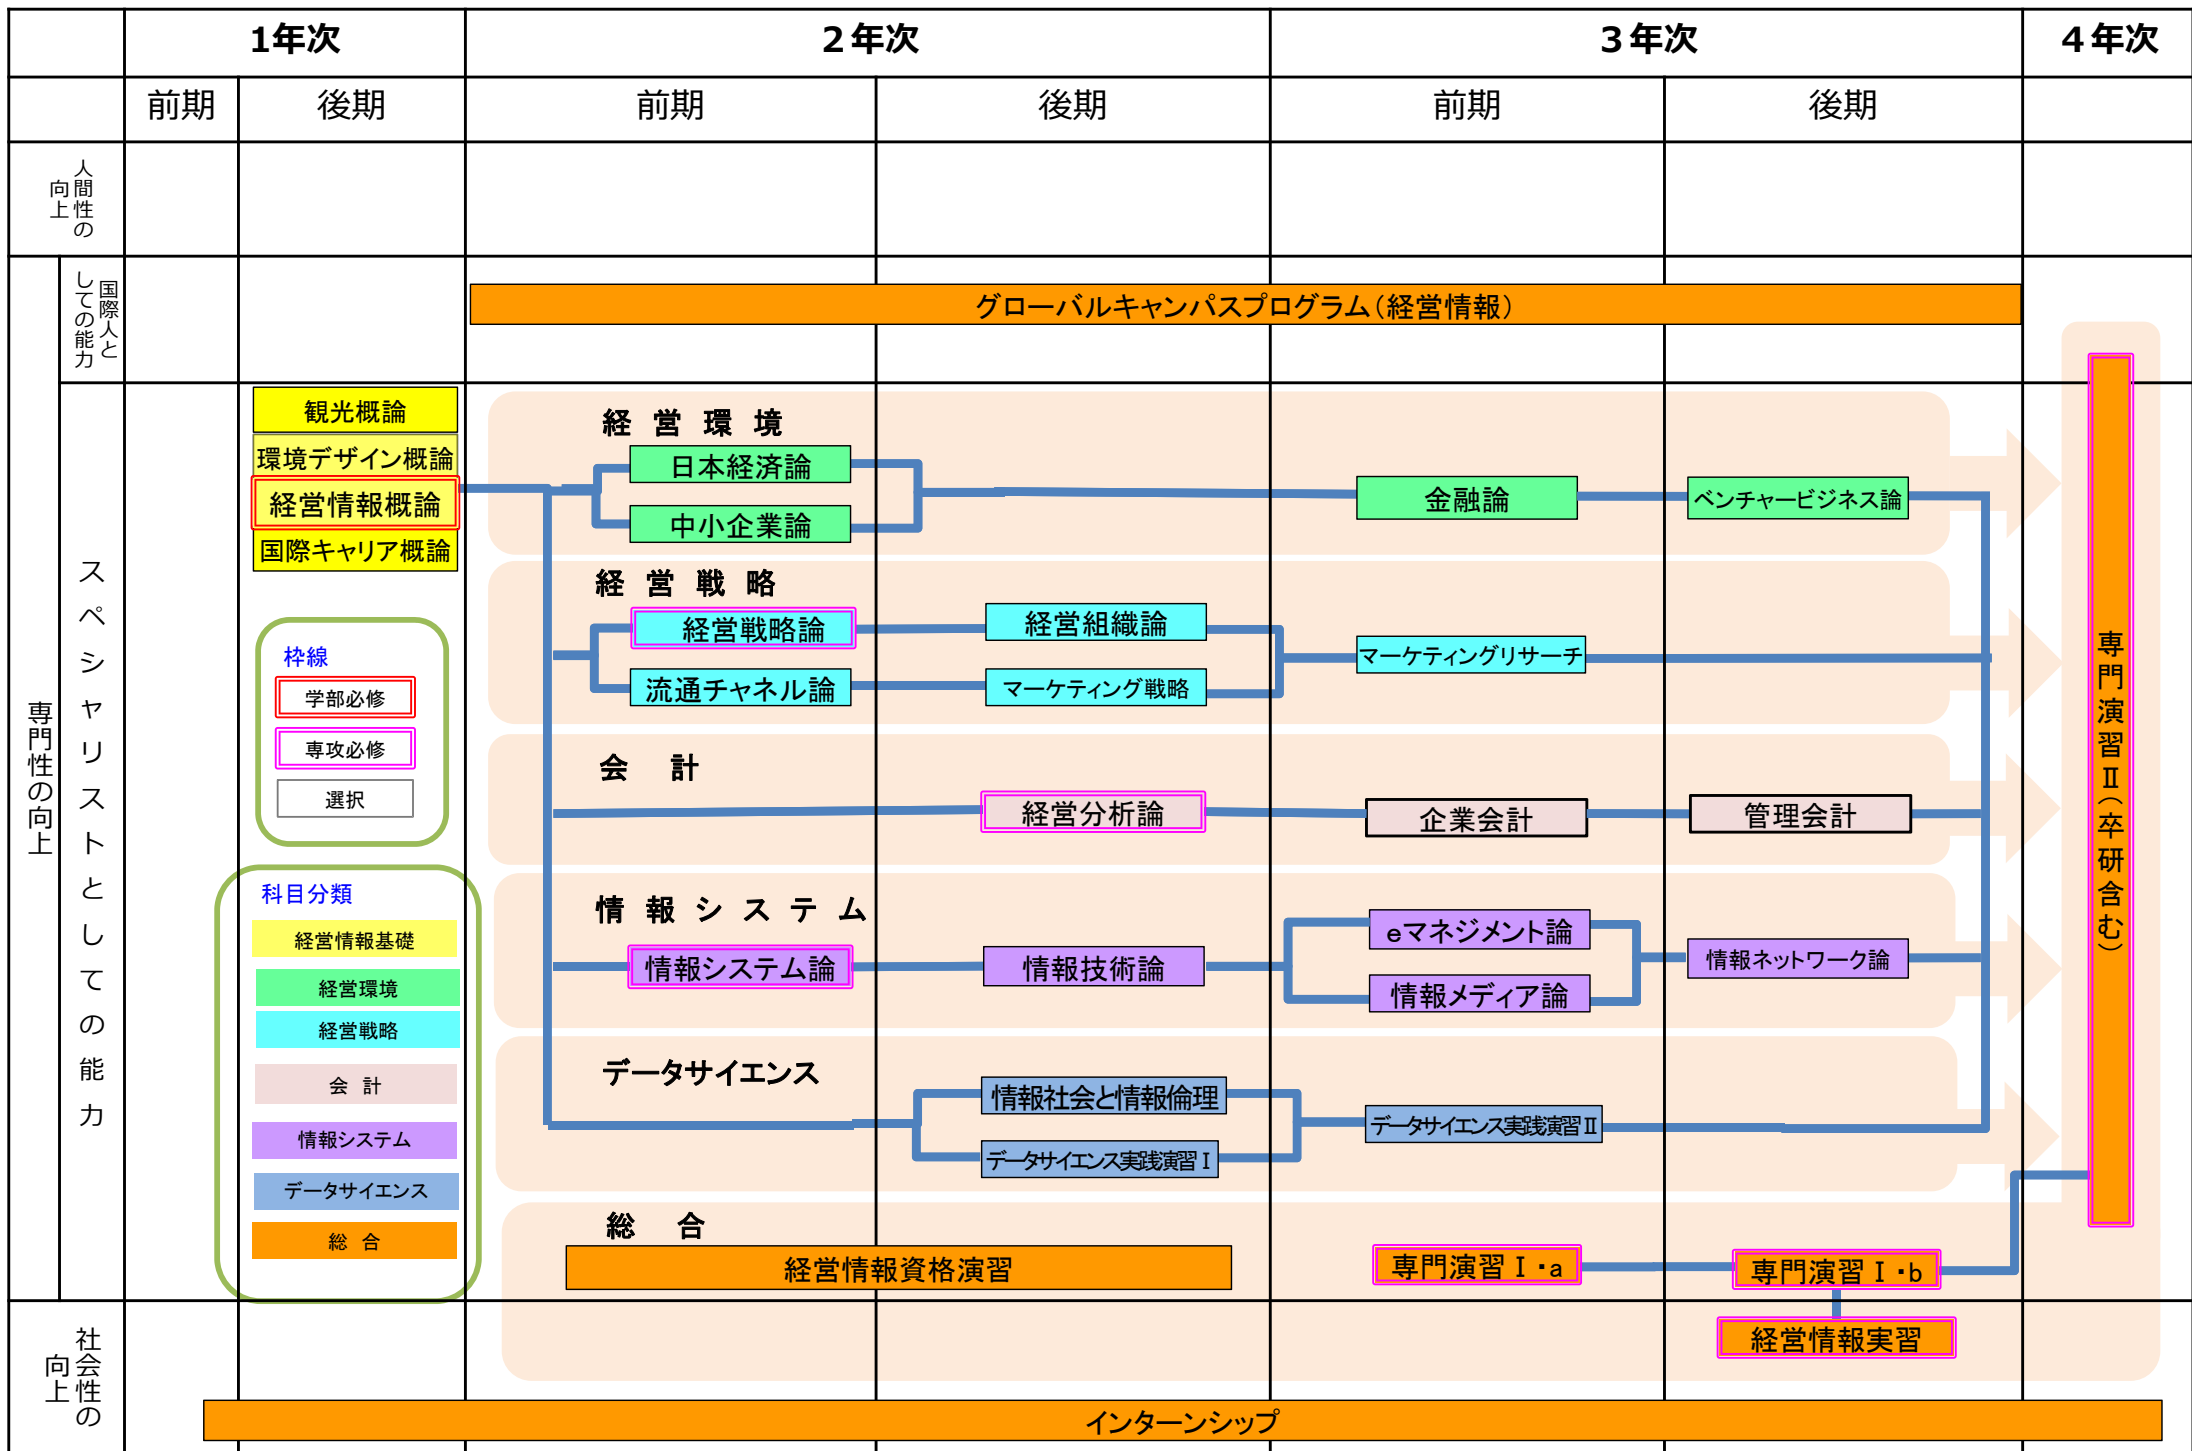 1年次
２年次
３年次
４年次
前期
後期
前期
後期
前期
後期
人間性の
向上
国際人と
しての能力
グローバルキャンパスプログラム（経営情報）
専門性の向上
スペシャリストとしての能力
観光概論
環境デザイン概論
経営情報概論
国際キャリア概論
枠線
学部必修
専攻必修
選択
科目分類
経営情報基礎
経営環境
経営戦略
会　計
情報システム
データサイエンス
総　合
経　営　環　境
日本経済論
中小企業論
金融論
ベンチャービジネス論
経　営　戦　略
経営戦略論
経営組織論
流通チャネル論
マーケティング戦略
マーケティングリサーチ
会　計
経営分析論
企業会計
管理会計
情　報　シ　ス　テ　ム
情報システム論
情報技術論
eマネジメント論
情報メディア論
情報ネットワーク論
データサイエンス
情報社会と情報倫理
データサイエンス実践演習Ⅰ
データサイエンス実践演習Ⅱ
総　合
経営情報資格演習
専門演習Ⅰ・a
専門演習Ⅰ・b
経営情報実習
専門演習Ⅱ（卒研含む）
社会性の
向上
インターンシップ